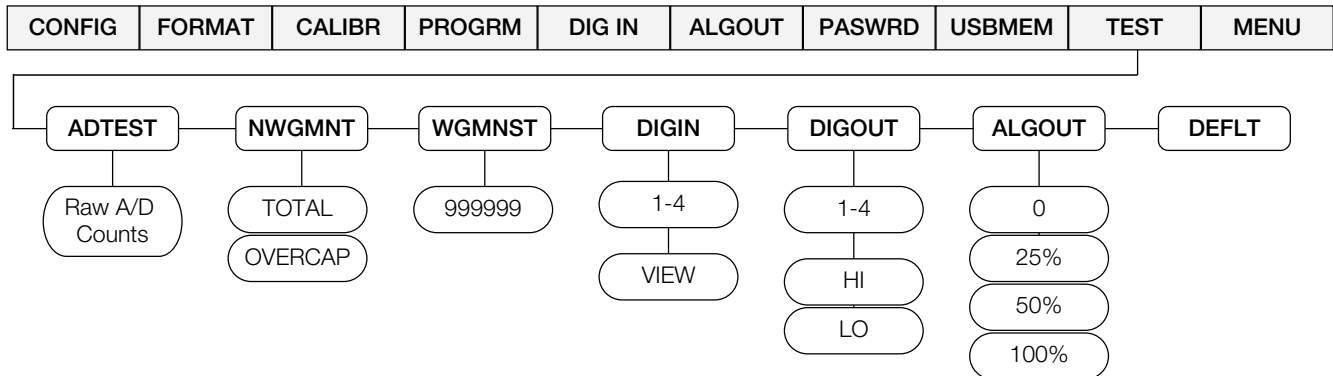 CONFIG FORMAT CALIBR PROGRM DIG IN ALGOUT PASWRD USBMEM TEST MENU
ADTEST NWGMNT WGMNST DIGIN DIGOUT ALGOUT DEFLT
Raw A/D
Counts
TOTAL
OVERCAP
999999
1-4
VIEW
1-4
HI
LO
0
25%
50%
100%